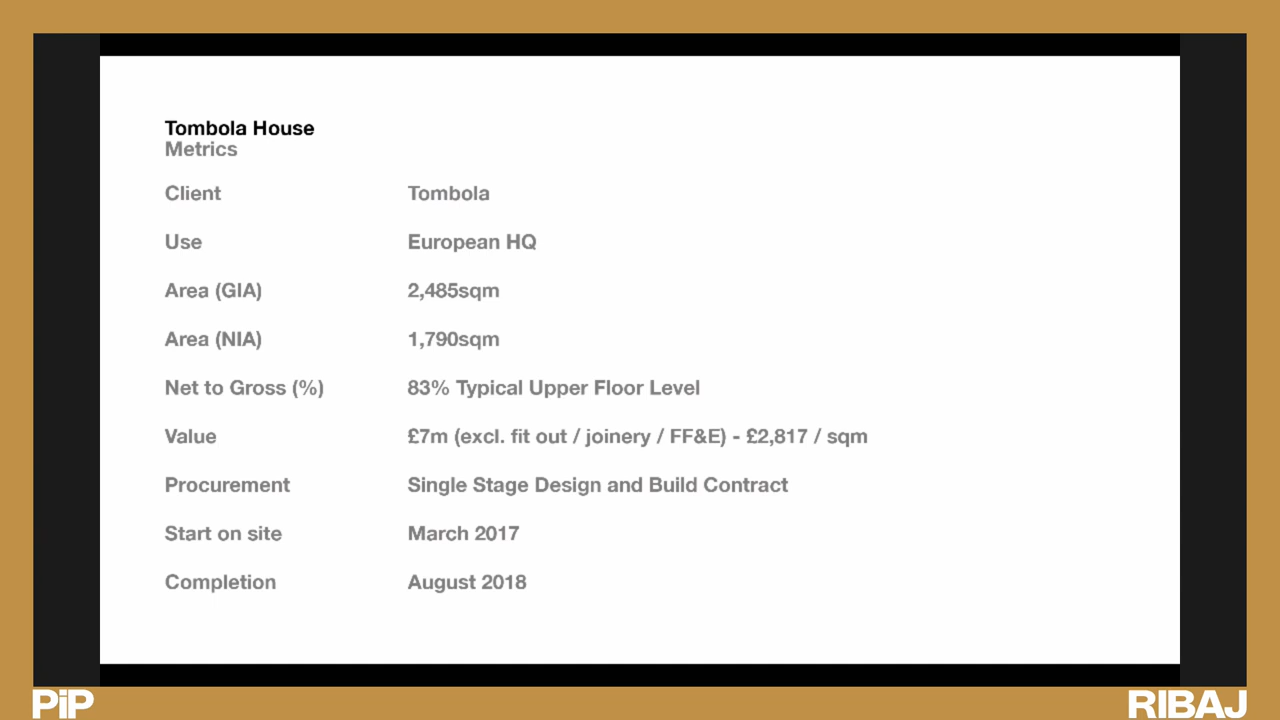 Tombola House
Metrics
Client Tombola
Use European HQ
Area (GIA) 2,485sqm
Area (NIA) 1,790sqm
Net to Gross (%) 83% Typical Upper Floor Level
Value £7m (excl. fit out / joinery / FF&E) - £2,817 / sqm
Procurement Single Stage Design and Build Contract
Start on site March 2017
Completion August 2018
PiP RIBAJ